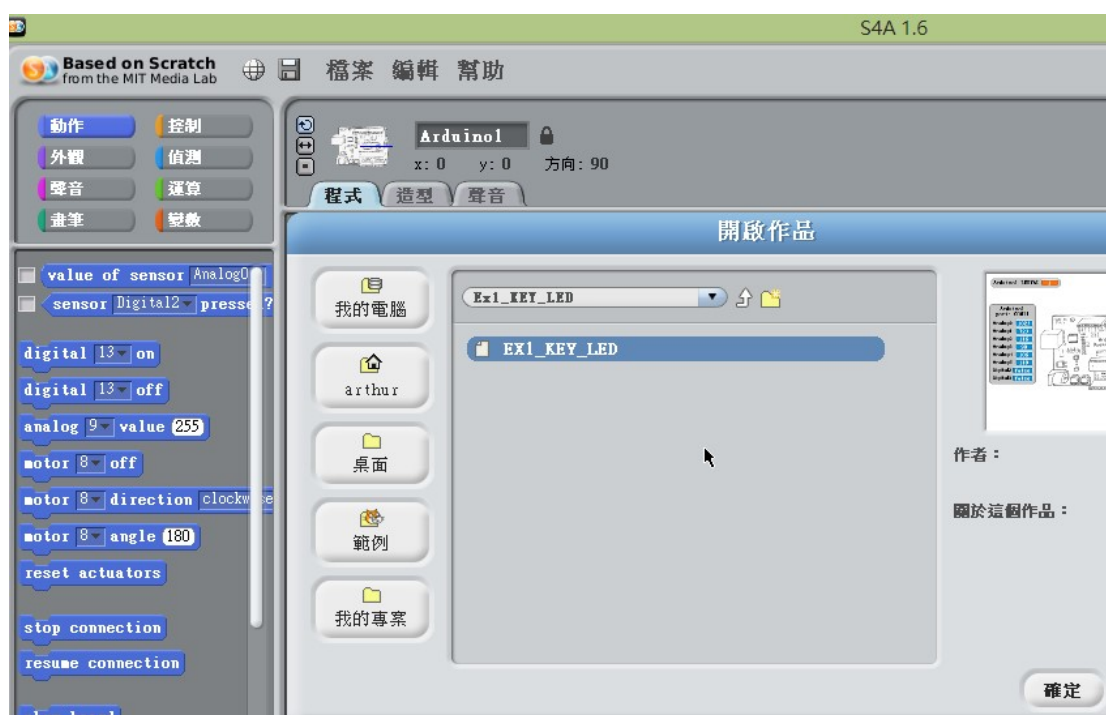 S4A 1.6
Based on Scratch
from the MIT Media Lab
檔案 編輯 幫助
動作 控制
外觀 偵測
聲音 運算
畫筆 變數
Arduino1
x: 0 y: 0 方向: 90
程式 造型 聲音
開啟作品
value of sensor Analog0
sensor Digital2 pressed?
digital 13 on
digital 13 off
analog 9 value 255
motor 8 off
motor 8 direction clockwise
motor 8 angle 180
reset actuators
stop connection
resume connection
我的電腦
arthur
桌面
範例
我的專案
Ex1_KEY_LED
EX1_KEY_LED
作者：
關於這個作品：
確定